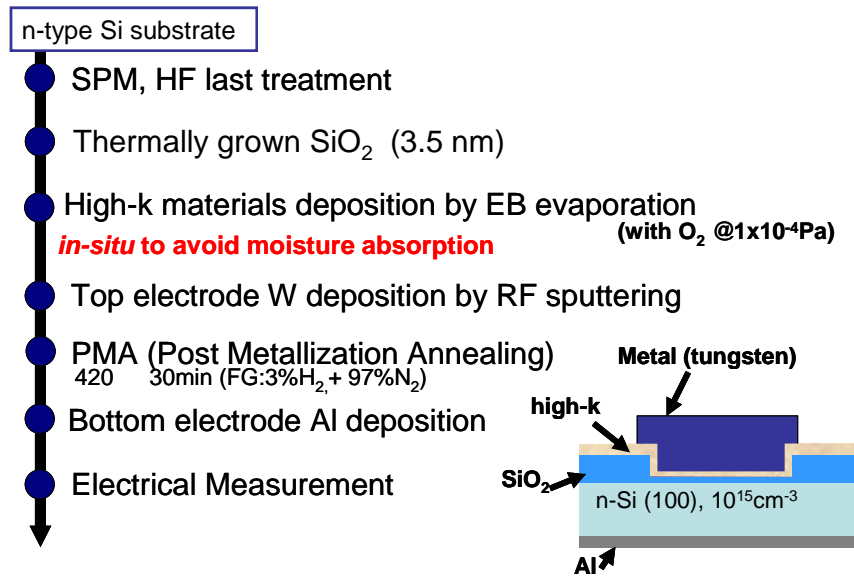 n-type Si substrate
SPM, HF last treatment
Thermally grown SiO₂ (3.5 nm)
High-k materials deposition by EB evaporation
(with O₂ @1x10⁻⁴Pa)
in-situ to avoid moisture absorption
Top electrode W deposition by RF sputtering
PMA (Post Metallization Annealing)
420 30min (FG:3%H₂,+ 97%N₂)
Bottom electrode Al deposition
Electrical Measurement
Metal (tungsten)
high-k
SiO₂
n-Si (100), 10¹⁵cm⁻³
Al